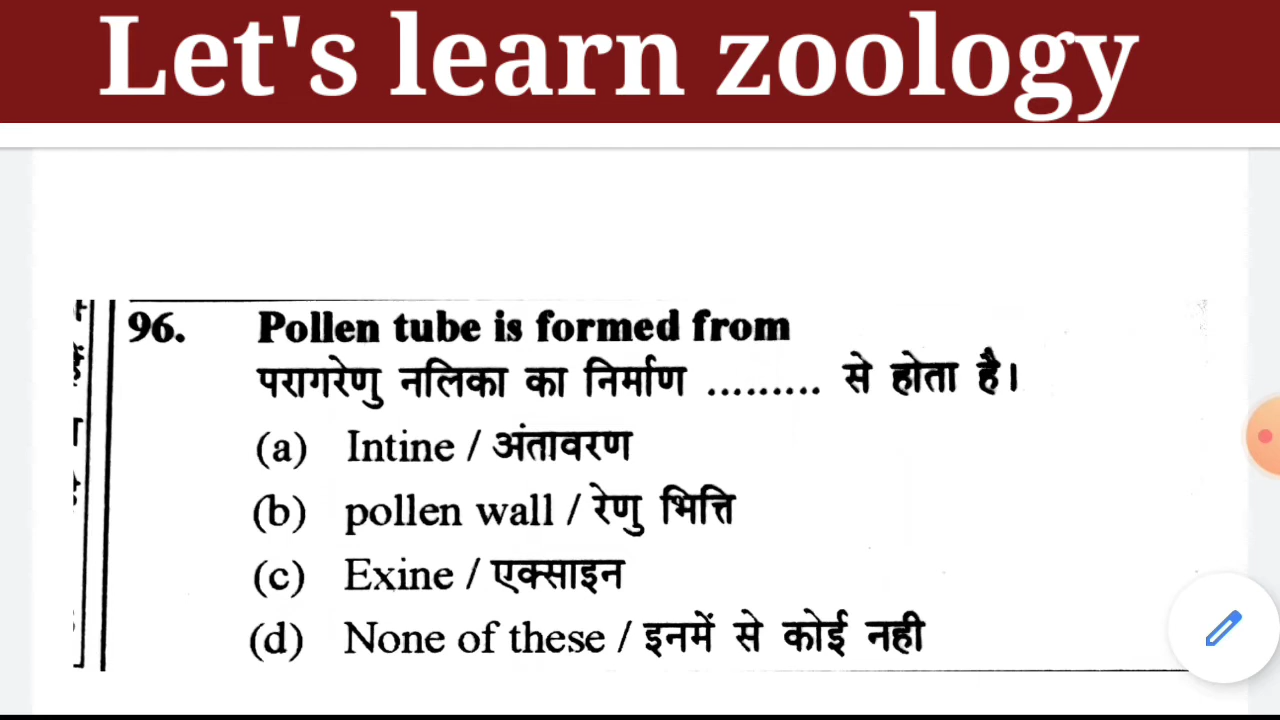 Let's learn zoology
96. Pollen tube is formed from
परागरेणु नलिका का निर्माण ......... से होता है।
(a) Intine / अंतावरण
(b) pollen wall / रेणु भित्ति
(c) Exine / एक्साइन
(d) None of these / इनमें से कोई नही